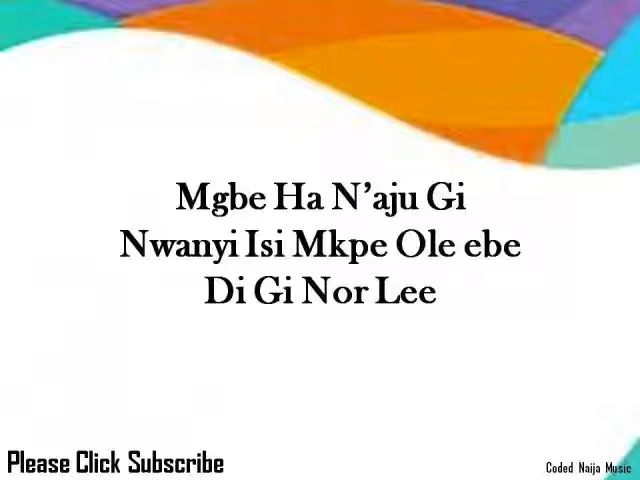 Mgbe Ha N’aju Gi
Nwanyi Isi Mkpe Ole ebe
Di Gi Nor Lee
Please Click Subscribe
Coded Naija Music